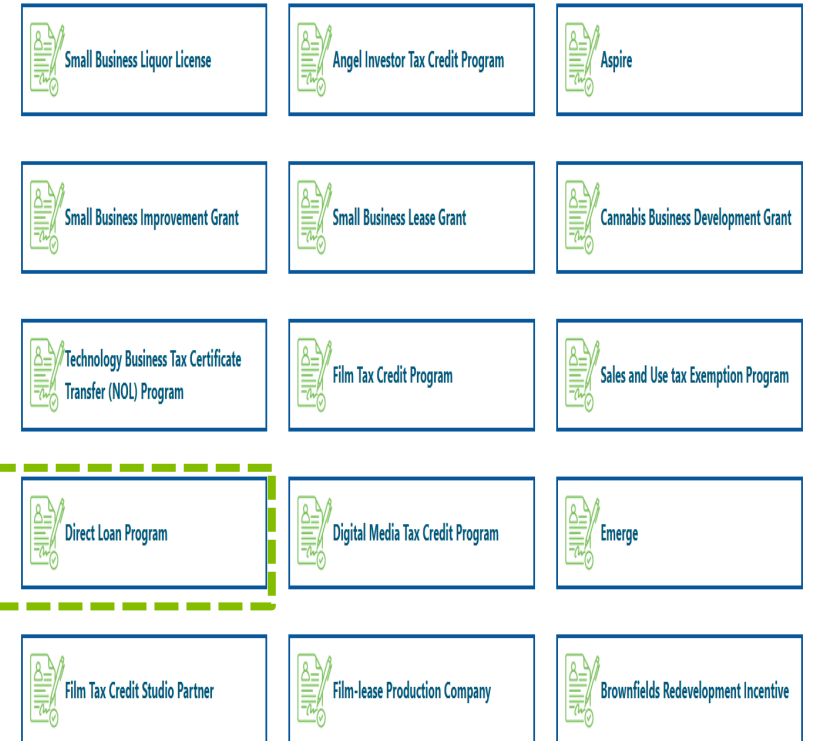 Small Business Liquor License
Angel Investor Tax Credit Program
Aspire
Small Business Improvement Grant
Small Business Lease Grant
Cannabis Business Development Grant
Technology Business Tax Certificate
Transfer (NOL) Program
Film Tax Credit Program
Sales and Use tax Exemption Program
Direct Loan Program
Digital Media Tax Credit Program
Emerge
Film Tax Credit Studio Partner
Film-lease Production Company
Brownfields Redevelopment Incentive